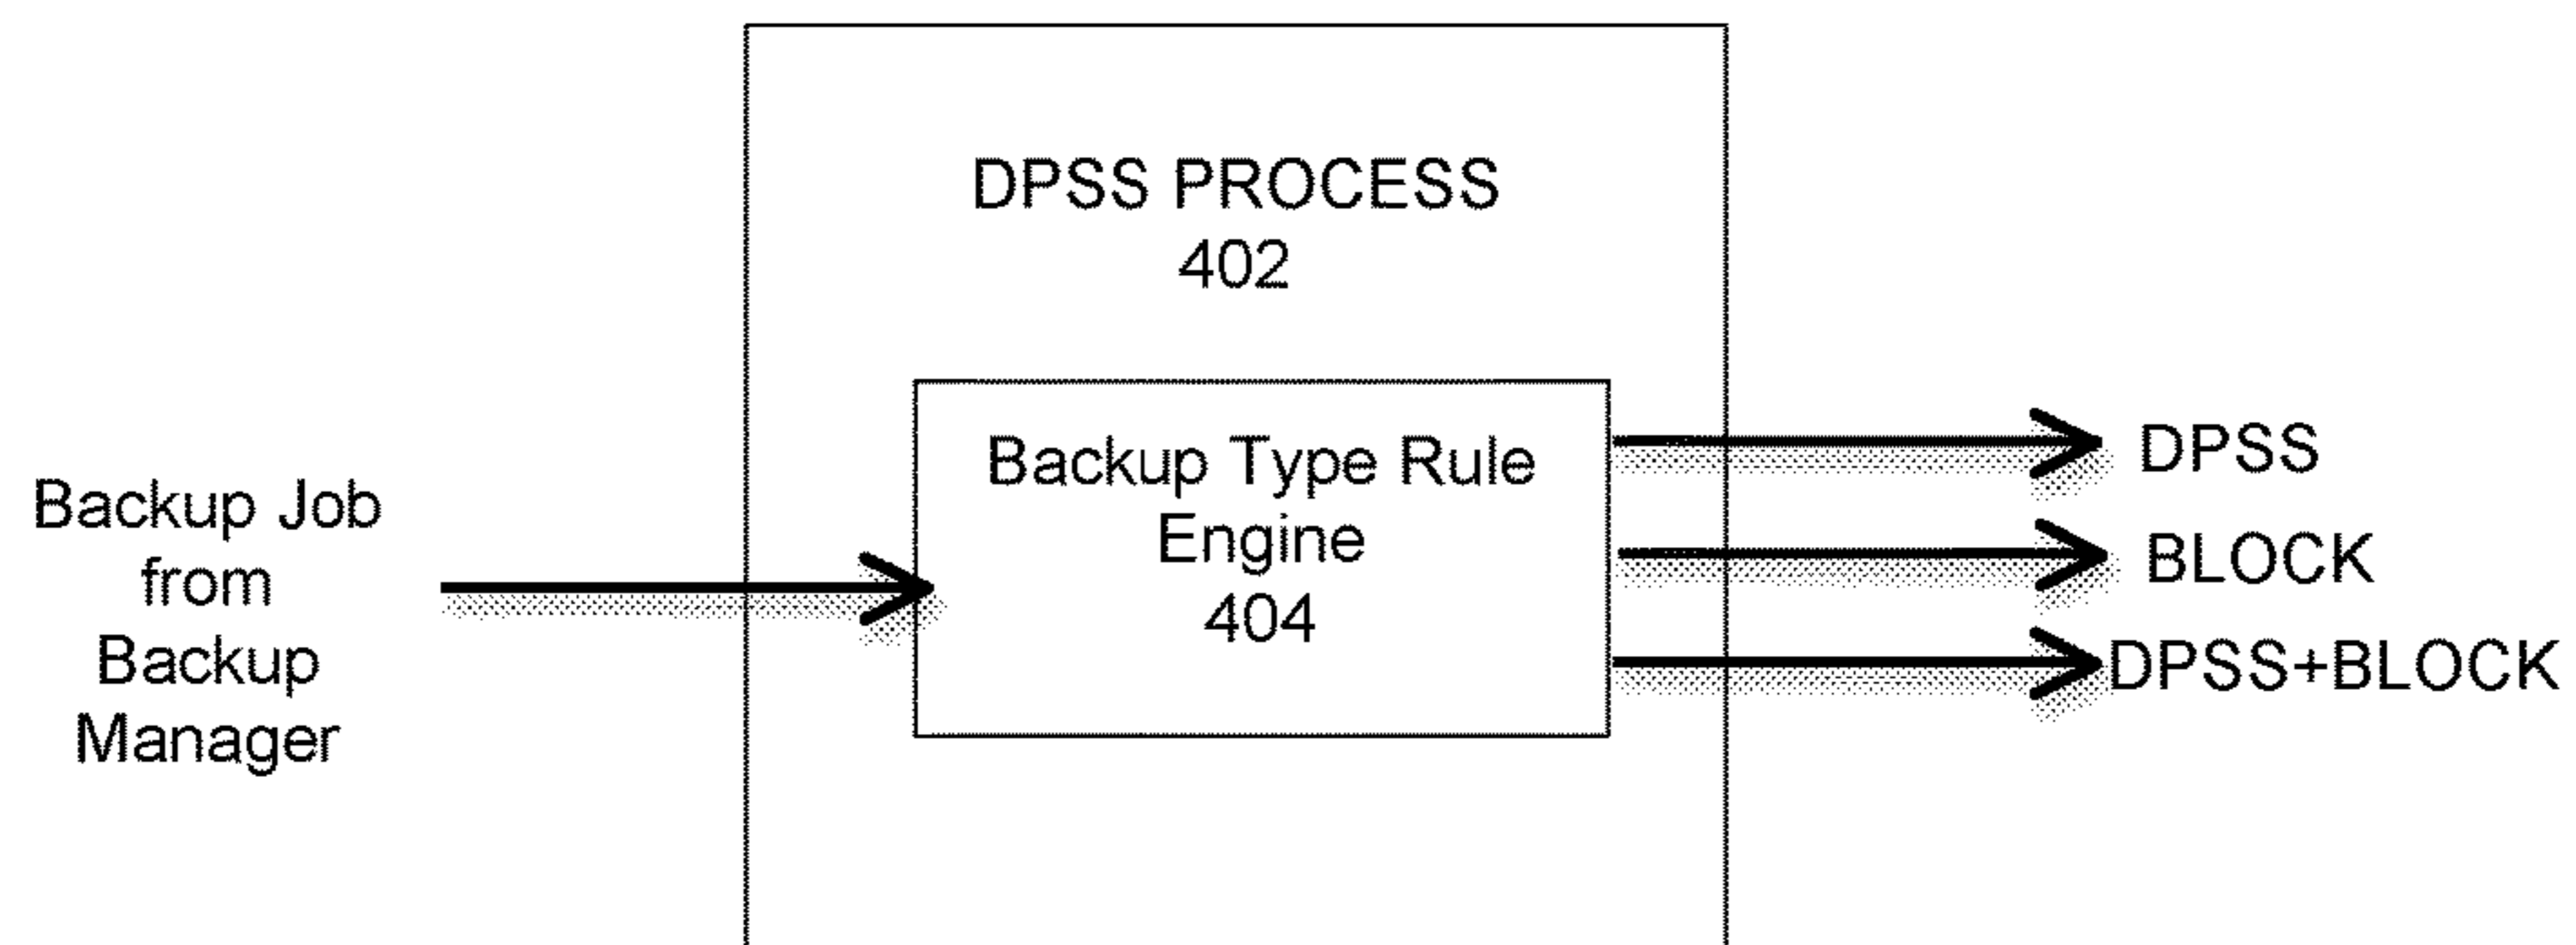 DPSS PROCESS
402
Backup Job
from
Backup
Manager
Backup Type Rule
Engine
404
DPSS
BLOCK
DPSS+BLOCK